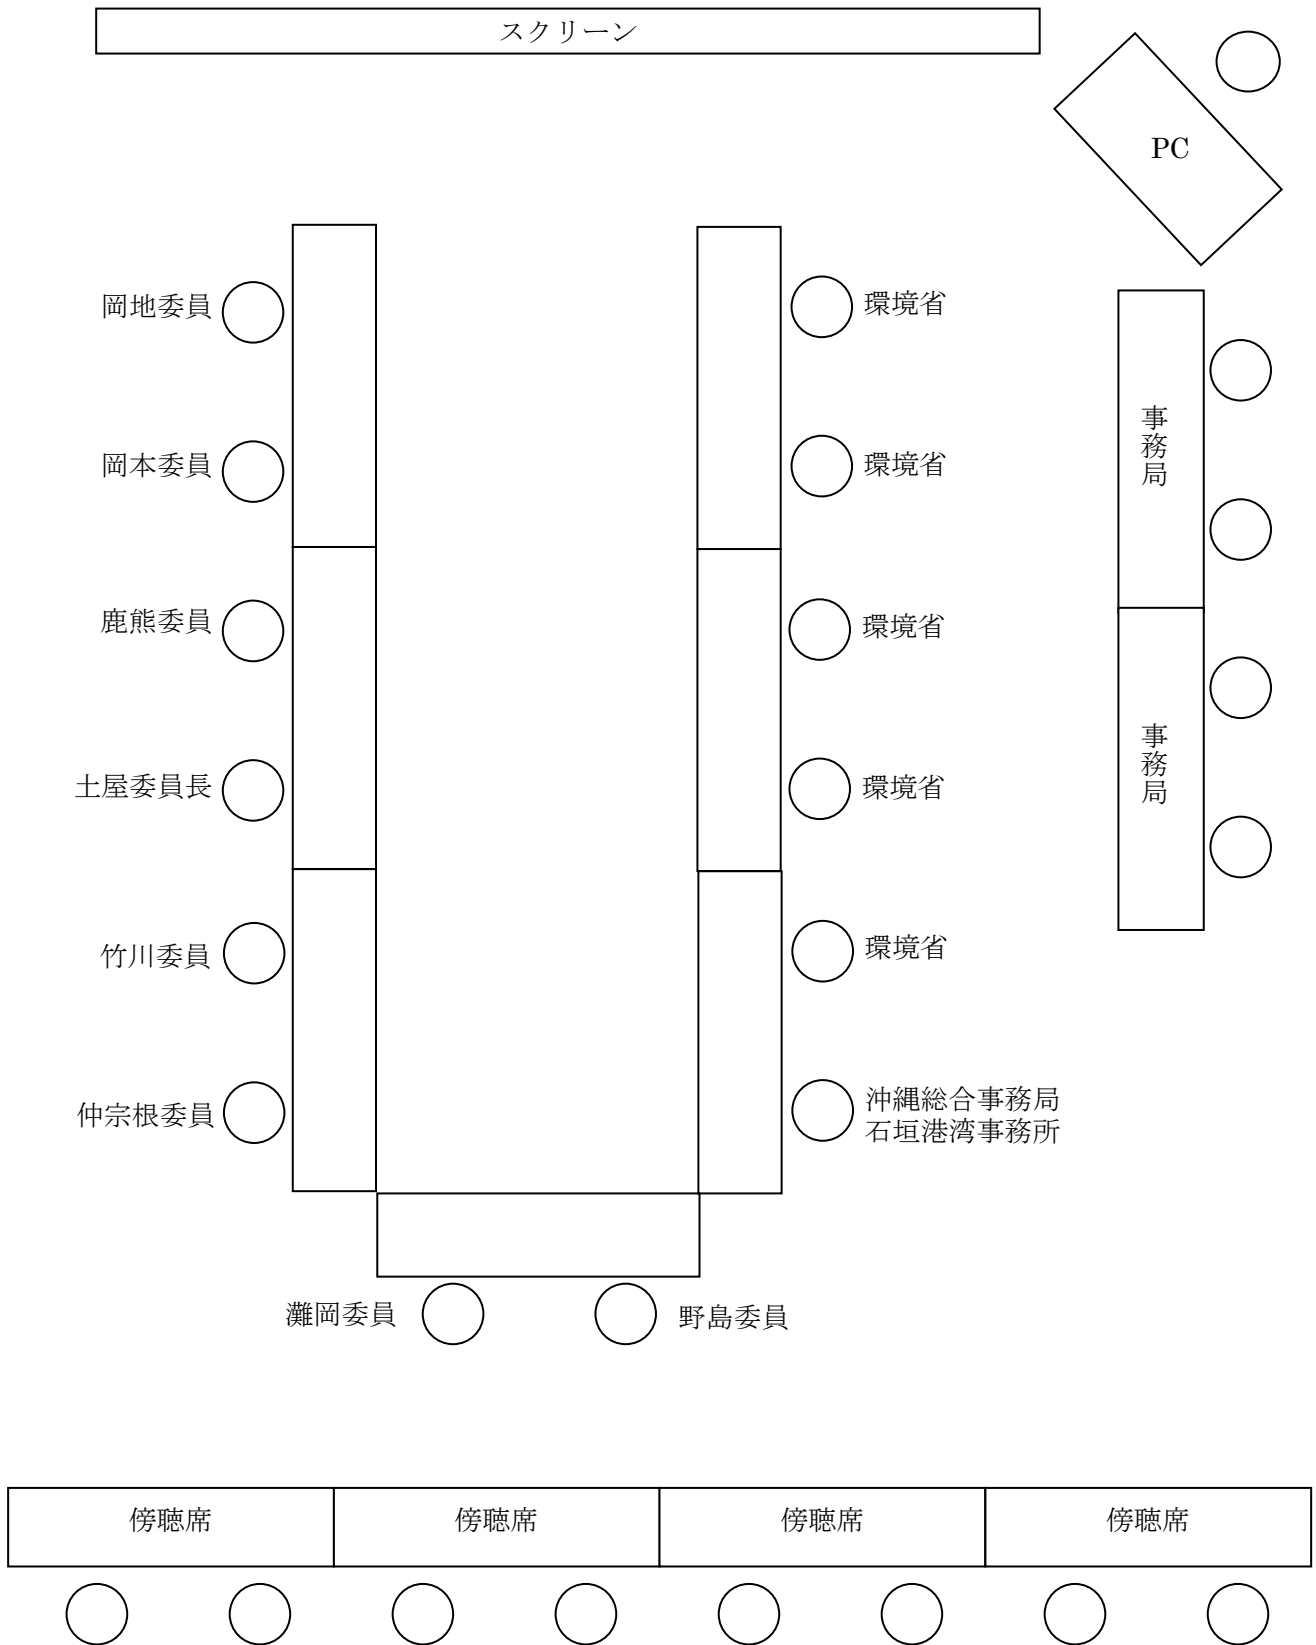 スクリーン
PC
岡地委員
環境省
岡本委員
環境省
鹿熊委員
環境省
土屋委員長
環境省
竹川委員
環境省
仲宗根委員
沖縄総合事務局
石垣港湾事務所
事務局
事務局
灘岡委員
野島委員
傍聴席
傍聴席
傍聴席
傍聴席